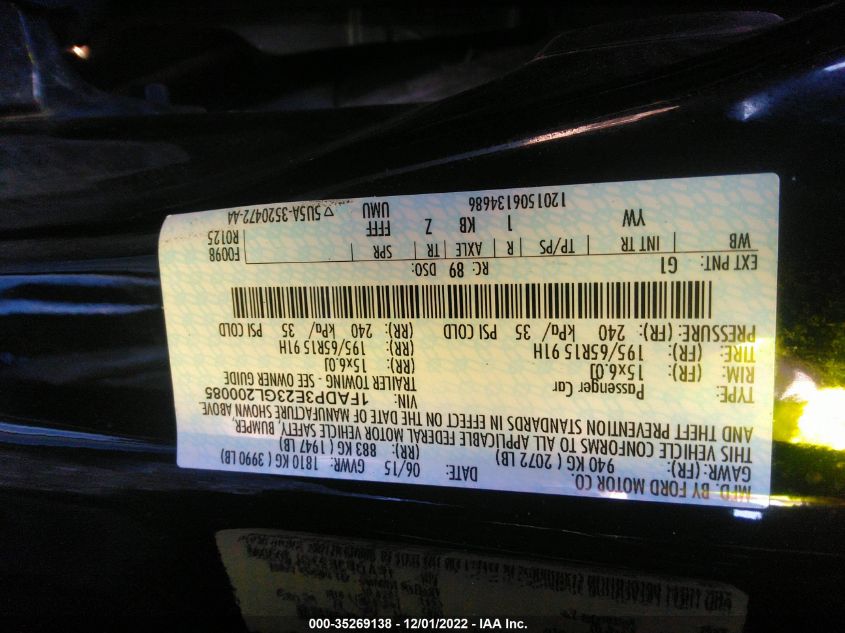 MFD. BY FORD MOTOR CO.
DATE: 06/15 GVWR: 1810 KG ( 3990 LB)
GAWR: (FR): 940 KG ( 2072 LB) (RR): 883 KG ( 1947 LB)
THIS VEHICLE CONFORMS TO ALL APPLICABLE FEDERAL MOTOR VEHICLE SAFETY, BUMPER,
AND THEFT PREVENTION STANDARDS IN EFFECT ON THE DATE OF MANUFACTURE SHOWN ABOVE.
VIN: 1FADP3E23GL200085
TYPE: Passenger Car TRAILER TOWING - SEE OWNER GUIDE
RIM: 15x6.0J
TIRE: (FR): 195/65R15 91H (RR): 195/65R15 91H
PRESSURE: (FR): 240 kPa/ 35 PSI COLD (RR): 240 kPa/ 35 PSI COLD
EXT PNT: G1 RC: 89 DSO: F0098
WB INT TR TP/PS R AXLE TR SPR R0125
YW 1 KB Z FFFF UMU
1201506134686 ▽5U5A-3520472-AA
000-35269138 - 12/01/2022 - IAA Inc.